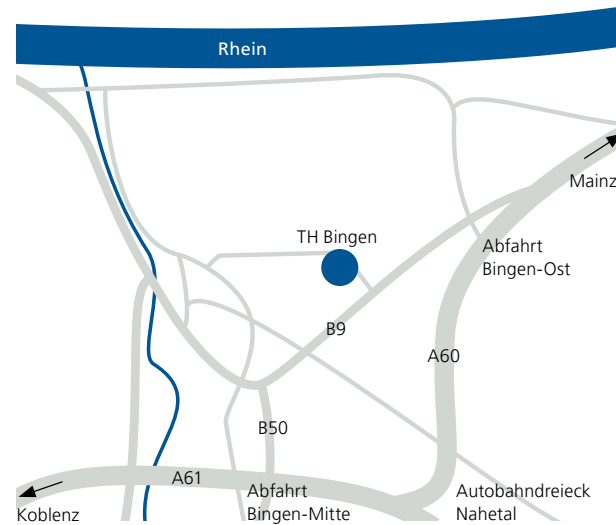 Rhein
Mainz
TH Bingen
Abfahrt
Bingen-Ost
B9
A60
B50
A61
Koblenz
Abfahrt
Bingen-Mitte
Autobahndreieck
Nahetal